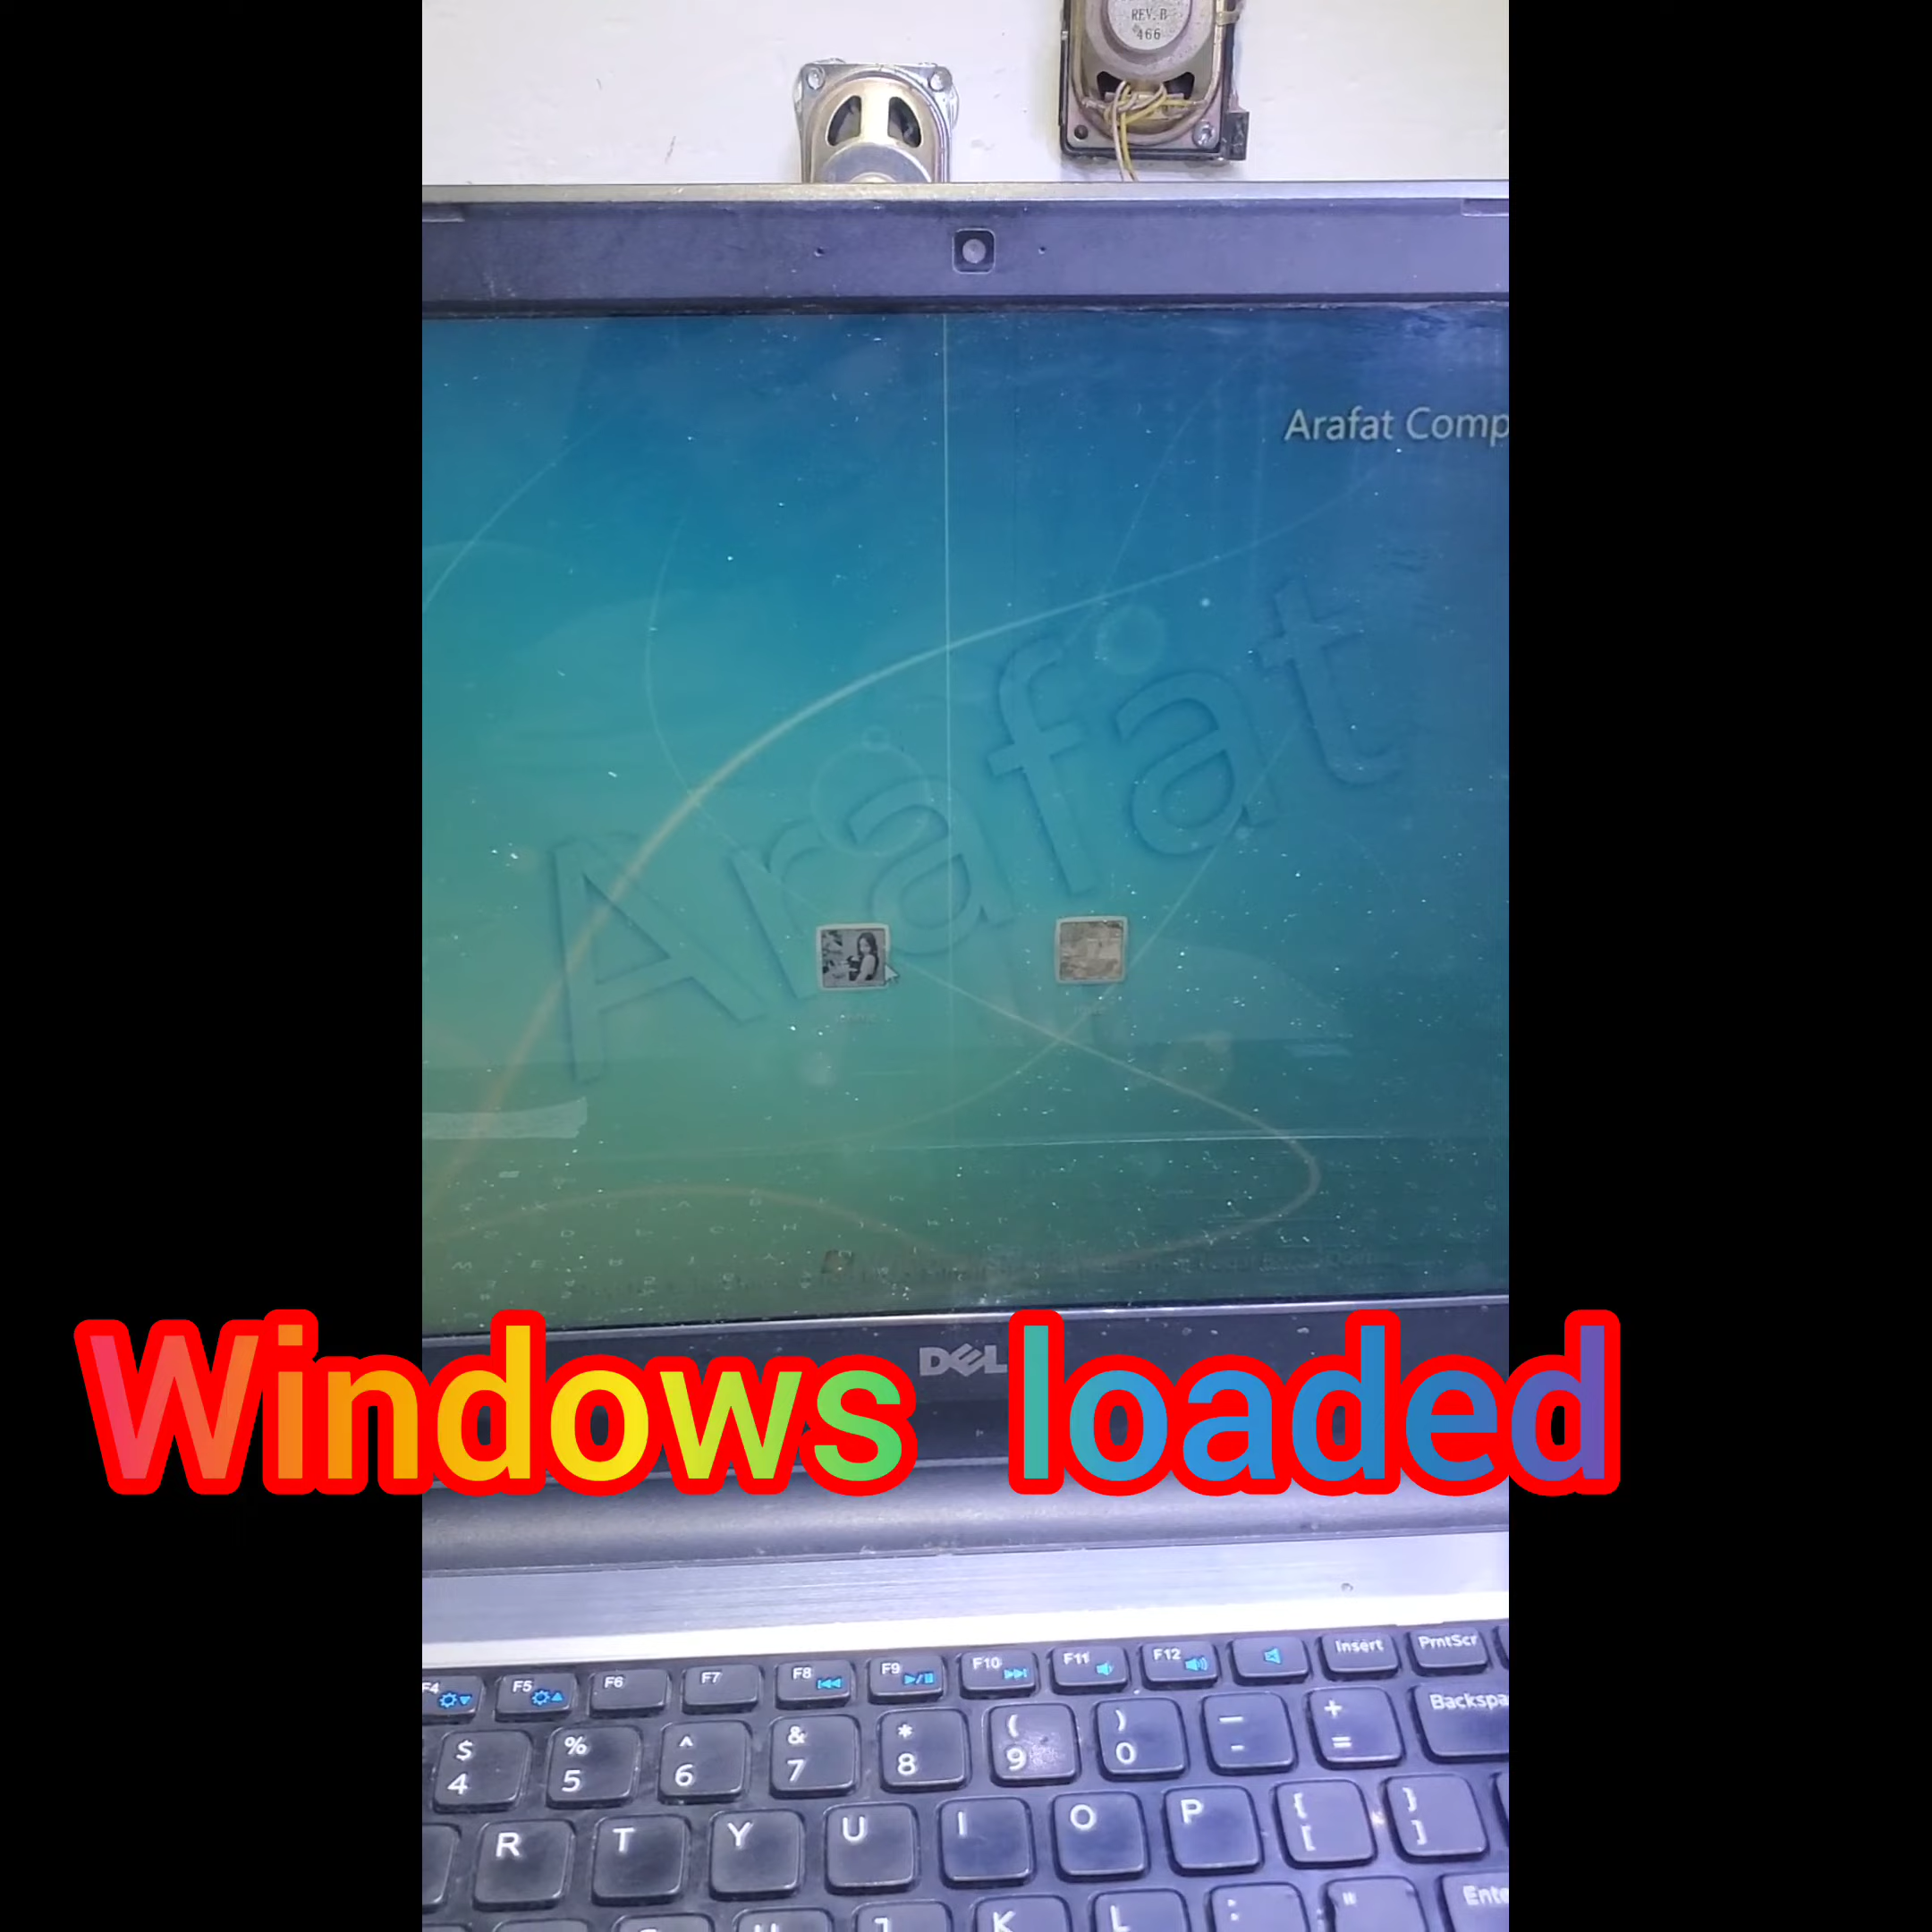 REV.B
466
Arafat Comp
Arafat
DELL
Windows loaded
F4 F5 F6 F7 F8 F9 F10 F11 F12 Insert PrntScr
$ % ^ & * ( ) — +
4 5 6 7 8 9 0 - =
Backspa
R T Y U I O P { [ } ]
K L : " Ente